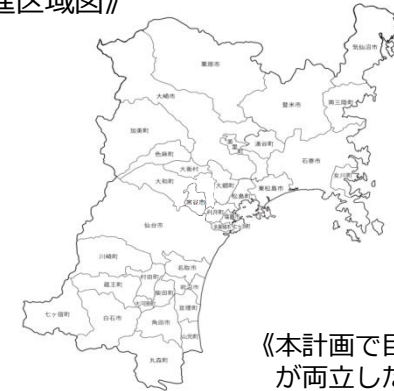 区域図》
気仙沼市
栗原市
大崎市
登米市
南三陸町
加美町
美里町
涌谷町
石巻市
色麻町
女川町
大衡村
大和町
大郷町
東松島市
松島町
富谷市
利府町
塩竈市
仙台市
多賀城市
七ヶ浜町
川崎町
名取市
村田町
岩沼市
蔵王町
柴田町
大河原町
亘理町
七ヶ宿町
白石市
角田市
山元町
丸森町
《本計画で目
が両立した